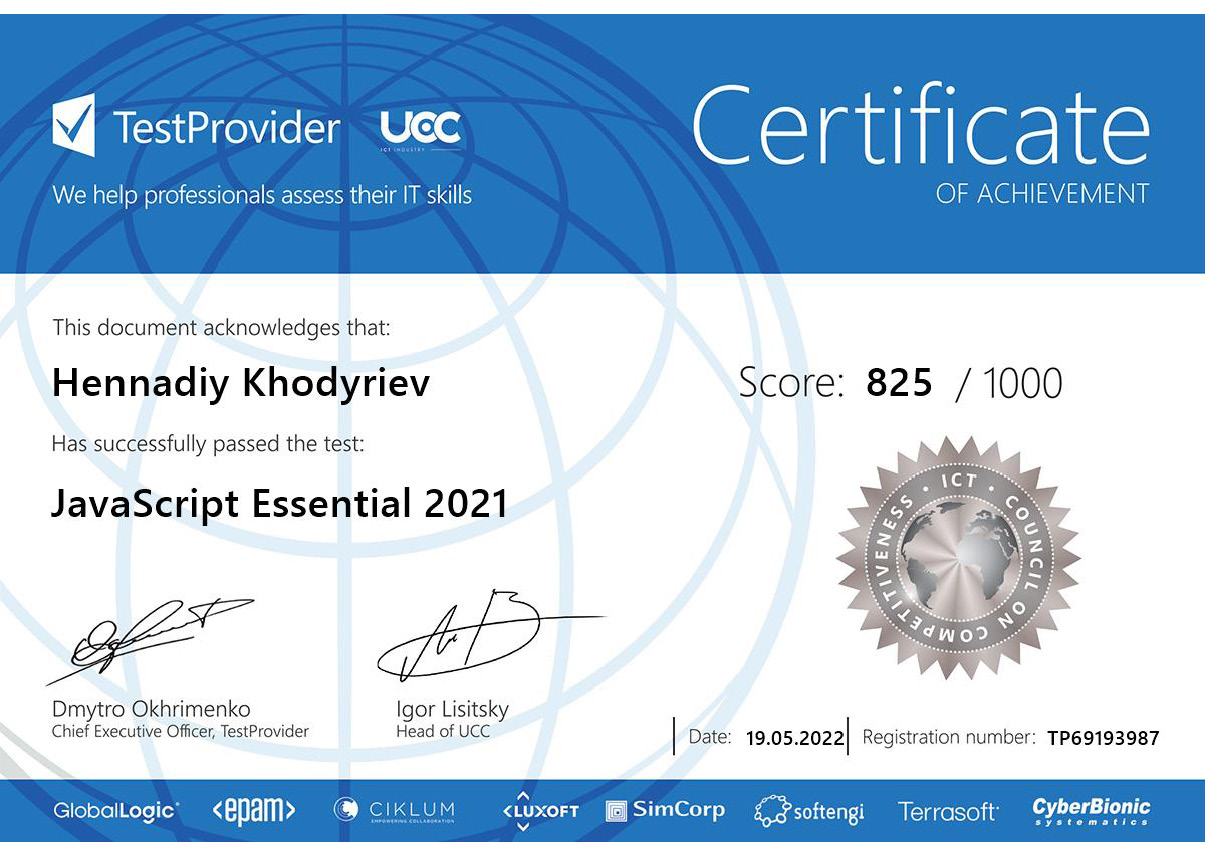 TestProvider
UCC
ICT INDUSTRY
We help professionals assess their IT skills
Certificate
OF ACHIEVEMENT
This document acknowledges that:
Hennadiy Khodyriev
Score: 825 / 1000
Has successfully passed the test:
JavaScript Essential 2021
· ICT · COUNCIL ON COMPETITIVENESS
Dmytro Okhrimenko
Chief Executive Officer, TestProvider
Igor Lisitsky
Head of UCC
Date: 19.05.2022
Registration number: TP69193987
GlobalLogic®
<epam>
CIKLUM
EMPOWERING COLLABORATION
<LUXOFT
SimCorp
softengi
Terrasoft
CyberBionic
systematics